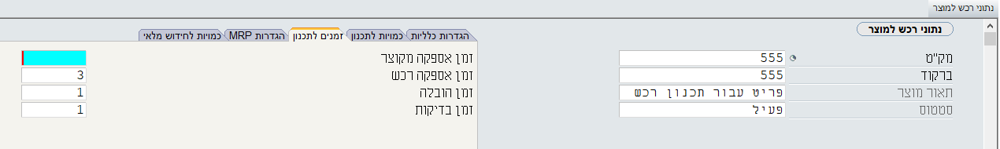 נתוני רכש למוצר
נתוני רכש למוצר
מק"ט 555
ברקוד 555
תאור מוצר פריט עבור תכנון רכש
סטטוס פעיל
הגדרות כלליות כמויות לתכנון זמנים לתכנון הגדרות MRP כמויות לחידוש מלאי
זמן אספקה מקוצר
זמן אספקה רכש 3
זמן הובלה 1
זמן בדיקות 1